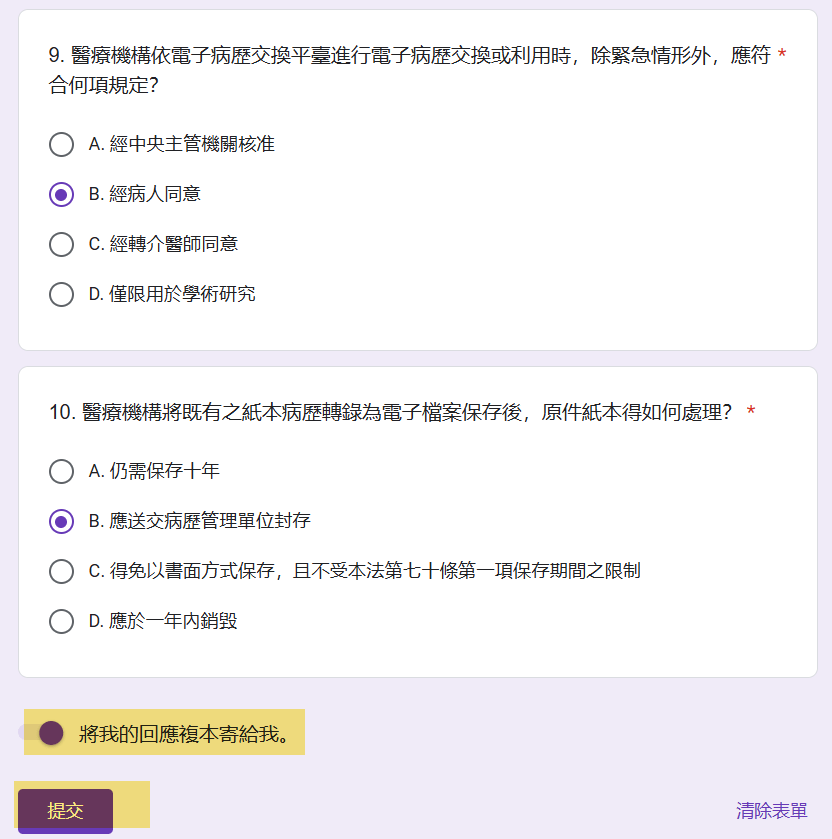 9. 醫療機構依電子病歷交換平臺進行電子病歷交換或利用時，除緊急情形外，應符 *
合何項規定？
A. 經中央主管機關核准
B. 經病人同意
C. 經轉介醫師同意
D. 僅限用於學術研究
10. 醫療機構將既有之紙本病歷轉錄為電子檔案保存後，原件紙本得如何處理？ *
A. 仍需保存十年
B. 應送交病歷管理單位封存
C. 得免以書面方式保存，且不受本法第七十條第一項保存期間之限制
D. 應於一年內銷毀
將我的回應複本寄給我。
提交
清除表單